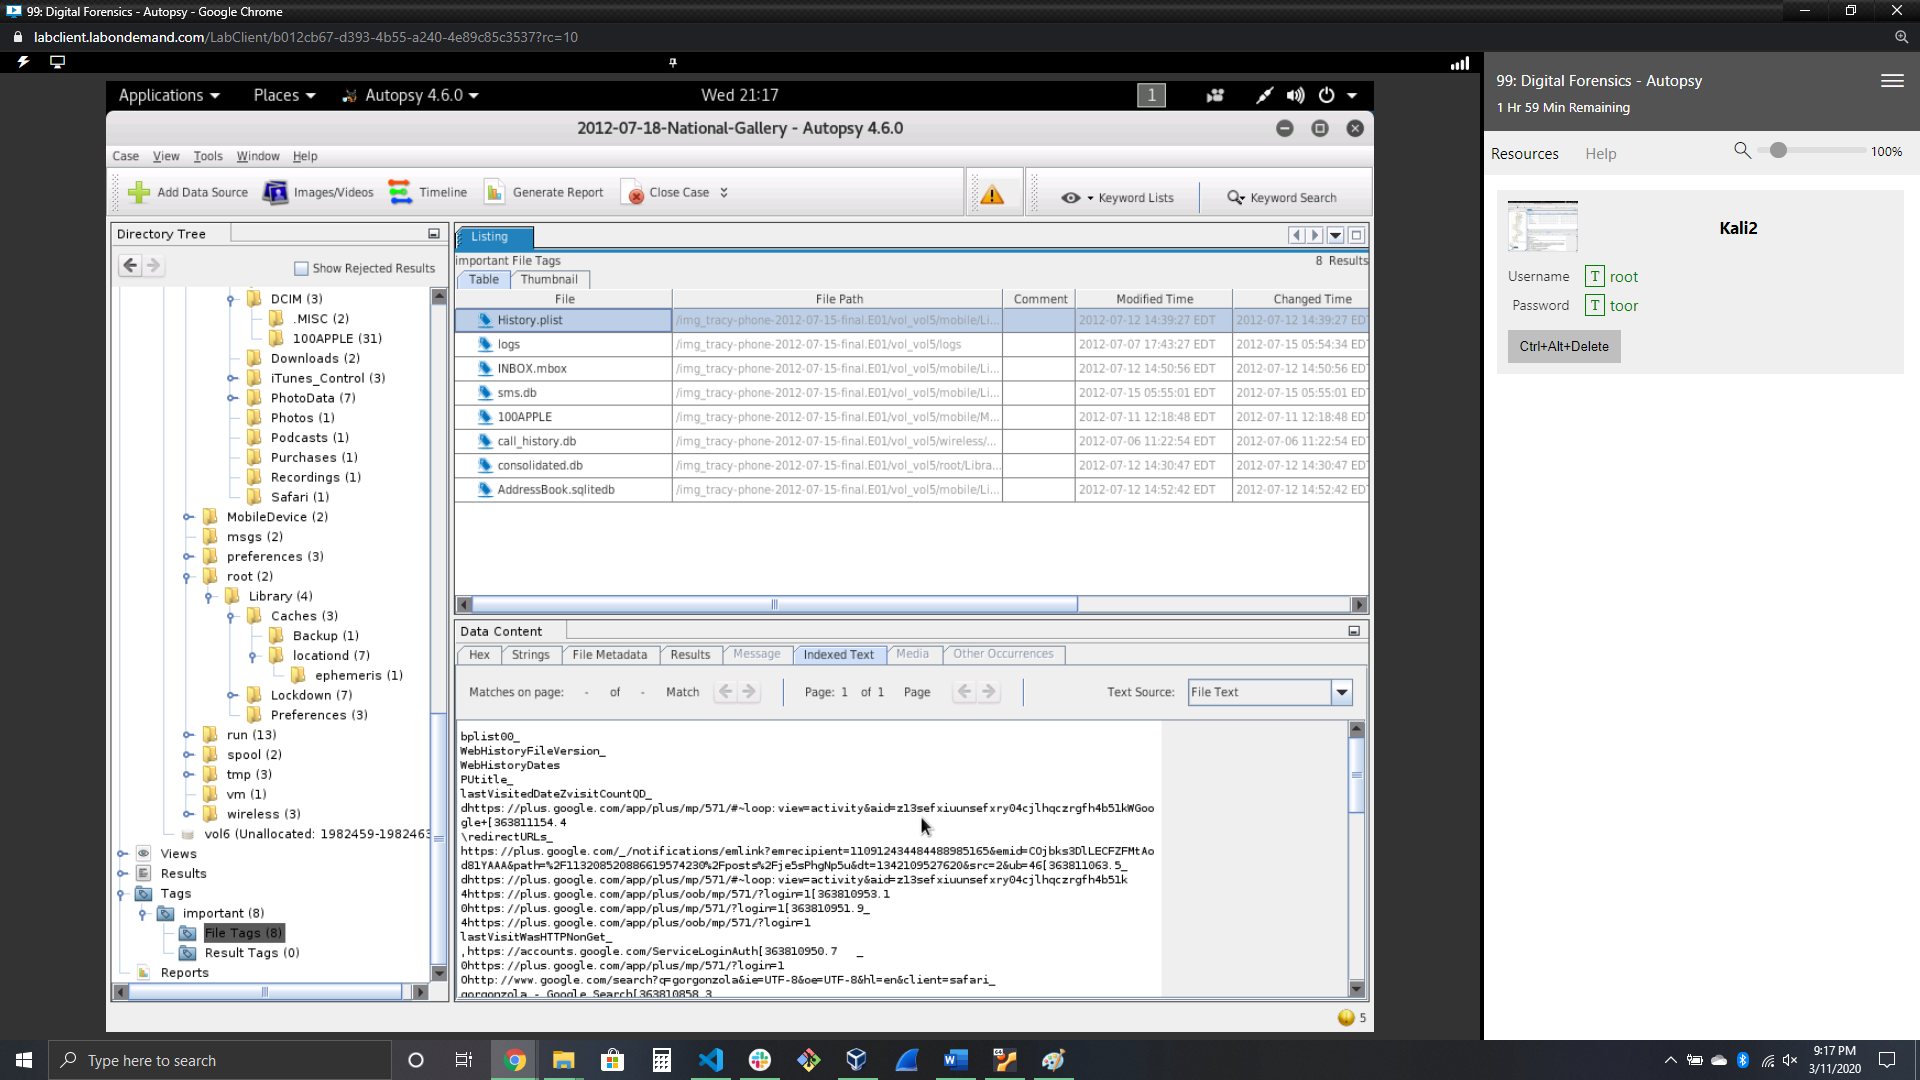 99: Digital Forensics - Autopsy - Google Chrome
labclient.labondemand.com/LabClient/b012cb67-d393-4b55-a240-4e89c85c3537?rc=10
Applications Places Autopsy 4.6.0 Wed 21:17 1
2012-07-18-National-Gallery - Autopsy 4.6.0
Case View Tools Window Help
Add Data Source Images/Videos Timeline Generate Report Close Case Keyword Lists Keyword Search
Directory Tree
Show Rejected Results
DCIM (3)
.MISC (2)
100APPLE (31)
Downloads (2)
iTunes_Control (3)
PhotoData (7)
Photos (1)
Podcasts (1)
Purchases (1)
Recordings (1)
Safari (1)
MobileDevice (2)
msgs (2)
preferences (3)
root (2)
Library (4)
Caches (3)
Backup (1)
locationd (7)
ephemeris (1)
Lockdown (7)
Preferences (3)
run (13)
spool (2)
tmp (3)
vm (1)
wireless (3)
vol6 (Unallocated: 1982459-1982463
Views
Results
Tags
important (8)
File Tags (8)
Result Tags (0)
Reports
Listing
important File Tags 8 Results
Table Thumbnail
File File Path Comment Modified Time Changed Time
History.plist /img_tracy-phone-2012-07-15-final.E01/vol_vol5/mobile/Li... 2012-07-12 14:39:27 EDT 2012-07-12 14:39:27 EDT
logs /img_tracy-phone-2012-07-15-final.E01/vol_vol5/logs 2012-07-07 17:43:27 EDT 2012-07-15 05:54:34 EDT
INBOX.mbox /img_tracy-phone-2012-07-15-final.E01/vol_vol5/mobile/Li... 2012-07-12 14:50:56 EDT 2012-07-12 14:50:56 EDT
sms.db /img_tracy-phone-2012-07-15-final.E01/vol_vol5/mobile/Li... 2012-07-15 05:55:01 EDT 2012-07-15 05:55:01 EDT
100APPLE /img_tracy-phone-2012-07-15-final.E01/vol_vol5/mobile/M... 2012-07-11 12:18:48 EDT 2012-07-11 12:18:48 EDT
call_history.db /img_tracy-phone-2012-07-15-final.E01/vol_vol5/wireless/... 2012-07-06 11:22:54 EDT 2012-07-06 11:22:54 EDT
consolidated.db /img_tracy-phone-2012-07-15-final.E01/vol_vol5/root/Libra... 2012-07-12 14:30:47 EDT 2012-07-12 14:30:47 EDT
AddressBook.sqlitedb /img_tracy-phone-2012-07-15-final.E01/vol_vol5/mobile/Li... 2012-07-12 14:52:42 EDT 2012-07-12 14:52:42 EDT
Data Content
Hex Strings File Metadata Results Message Indexed Text Media Other Occurrences
Matches on page: - of - Match Page: 1 of 1 Page Text Source: File Text
bplist00_
WebHistoryFileVersion_
WebHistoryDates
PUtitle_
lastVisitedDateZvisitCountQD_
dhttps://plus.google.com/app/plus/mp/571/#~loop:view=activity&aid=z13sefxiuunsefxry04cjlhqczrgfh4b51kWGoo
gle+[363811154.4
\redirectURLs_
https://plus.google.com/_/notifications/emlink?emrecipient=110912434484488985165&emid=COjbks3DlLECFZFMtAo
d81YAAA&path=%2F113208520886619574230%2Fposts%2Fje5sPhgNp5u&dt=1342109527620&src=2&ub=46[363811063.5_
dhttps://plus.google.com/app/plus/mp/571/#~loop:view=activity&aid=z13sefxiuunsefxry04cjlhqczrgfh4b51k
4https://plus.google.com/app/plus/oob/mp/571/?login=1[363810953.1
0https://plus.google.com/app/plus/mp/571/?login=1[363810951.9_
4https://plus.google.com/app/plus/oob/mp/571/?login=1
lastVisitWasHTTPNonGet_
,https://accounts.google.com/ServiceLoginAuth[363810950.7 _
0https://plus.google.com/app/plus/mp/571/?login=1
Ohttp://www.google.com/search?q=gorgonzola&ie=UTF-8&oe=UTF-8&hl=en&client=safari_
gorgonzola - Google Search[363810858.3
5
99: Digital Forensics - Autopsy
1 Hr 59 Min Remaining
Resources Help 100%
Kali2
Username T root
Password T toor
Ctrl+Alt+Delete
Type here to search
9:17 PM
3/11/2020